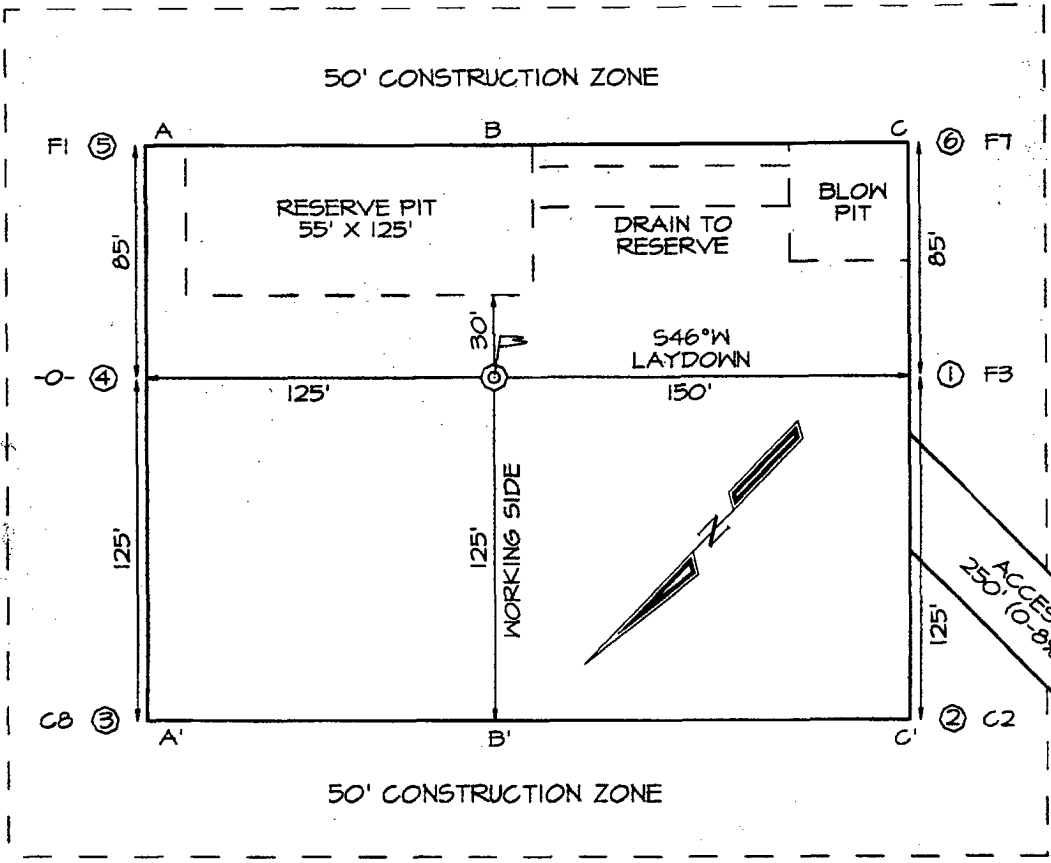 50' CONSTRUCTION ZONE
A B C
F1 5 6 F7
RESERVE PIT
55' X 125'
BLOW
PIT
DRAIN TO
RESERVE
85' 85'
30'
S46°W
LAYDOWN
-0- 4 1 F3
125' 150'
N
WORKING SIDE
125' 125' 125'
250' (0-8%
C8 3 2 C2
A' B' C'
50' CONSTRUCTION ZONE